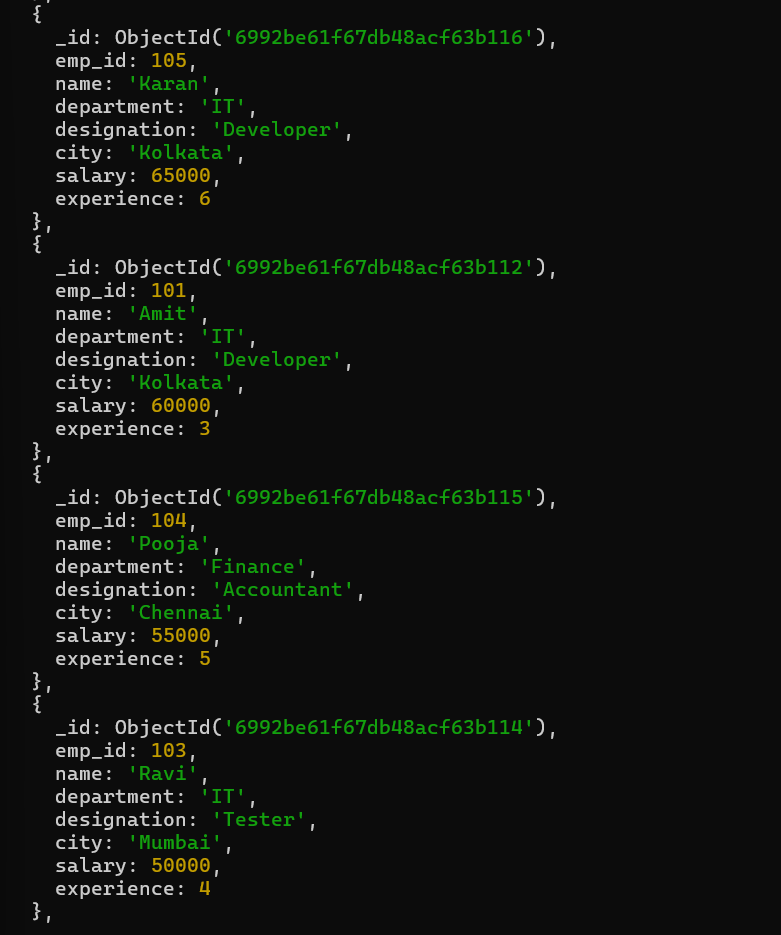 {
_id: ObjectId('6992be61f67db48acf63b116'),
emp_id: 105,
name: 'Karan',
department: 'IT',
designation: 'Developer',
city: 'Kolkata',
salary: 65000,
experience: 6
},
{
_id: ObjectId('6992be61f67db48acf63b112'),
emp_id: 101,
name: 'Amit',
department: 'IT',
designation: 'Developer',
city: 'Kolkata',
salary: 60000,
experience: 3
},
{
_id: ObjectId('6992be61f67db48acf63b115'),
emp_id: 104,
name: 'Pooja',
department: 'Finance',
designation: 'Accountant',
city: 'Chennai',
salary: 55000,
experience: 5
},
{
_id: ObjectId('6992be61f67db48acf63b114'),
emp_id: 103,
name: 'Ravi',
department: 'IT',
designation: 'Tester',
city: 'Mumbai',
salary: 50000,
experience: 4
},